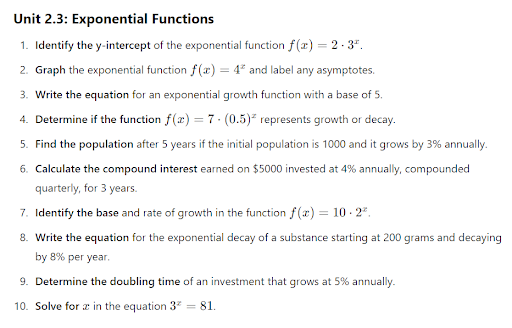 Unit 2.3: Exponential Functions
1. Identify the y-intercept of the exponential function f(x) = 2 · 3ˣ.
2. Graph the exponential function f(x) = 4ˣ and label any asymptotes.
3. Write the equation for an exponential growth function with a base of 5.
4. Determine if the function f(x) = 7 · (0.5)ˣ represents growth or decay.
5. Find the population after 5 years if the initial population is 1000 and it grows by 3% annually.
6. Calculate the compound interest earned on $5000 invested at 4% annually, compounded
quarterly, for 3 years.
7. Identify the base and rate of growth in the function f(x) = 10 · 2ˣ.
8. Write the equation for the exponential decay of a substance starting at 200 grams and decaying
by 8% per year.
9. Determine the doubling time of an investment that grows at 5% annually.
10. Solve for x in the equation 3ˣ = 81.